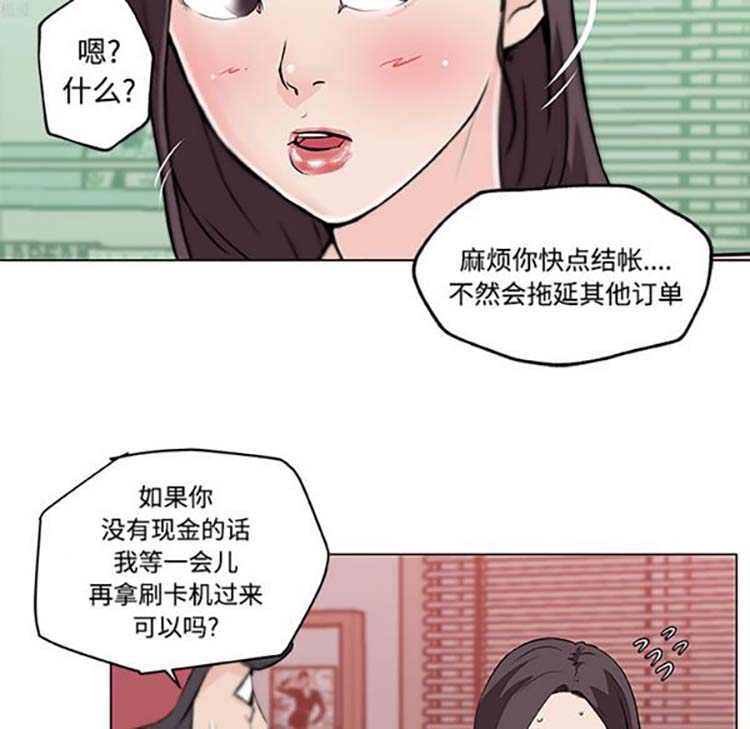 嗯?
什么?
麻烦你快点结帐....
不然会拖延其他订单
如果你
没有现金的话
我等一会儿
再拿刷卡机过来
可以吗?